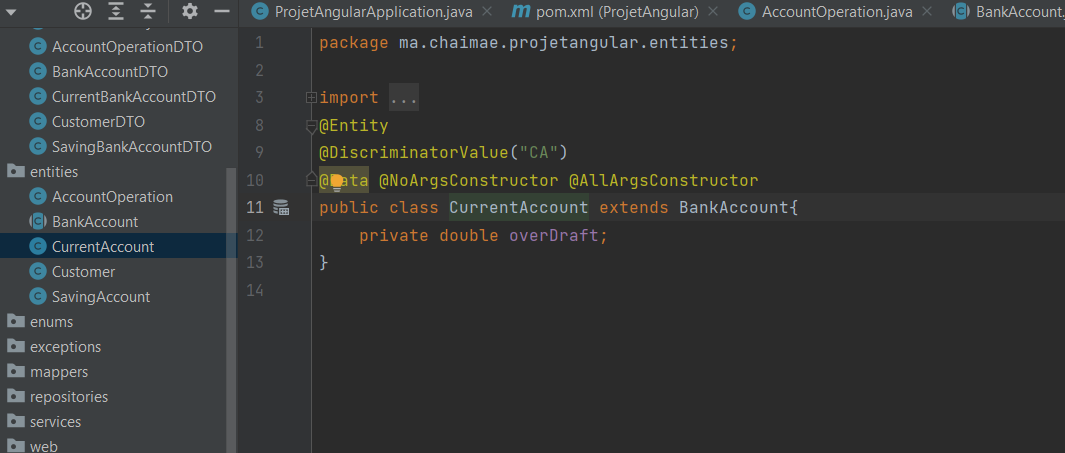 ProjetAngularApplication.java
pom.xml (ProjetAngular)
AccountOperation.java
BankAccount.
AccountOperationDTO
BankAccountDTO
CurrentBankAccountDTO
CustomerDTO
SavingBankAccountDTO
entities
AccountOperation
BankAccount
CurrentAccount
Customer
SavingAccount
enums
exceptions
mappers
repositories
services
web
1 package ma.chaimae.projetangular.entities;
2
3 import ...
8 @Entity
9 @DiscriminatorValue("CA")
10 @Data @NoArgsConstructor @AllArgsConstructor
11 public class CurrentAccount extends BankAccount{
12 private double overDraft;
13 }
14